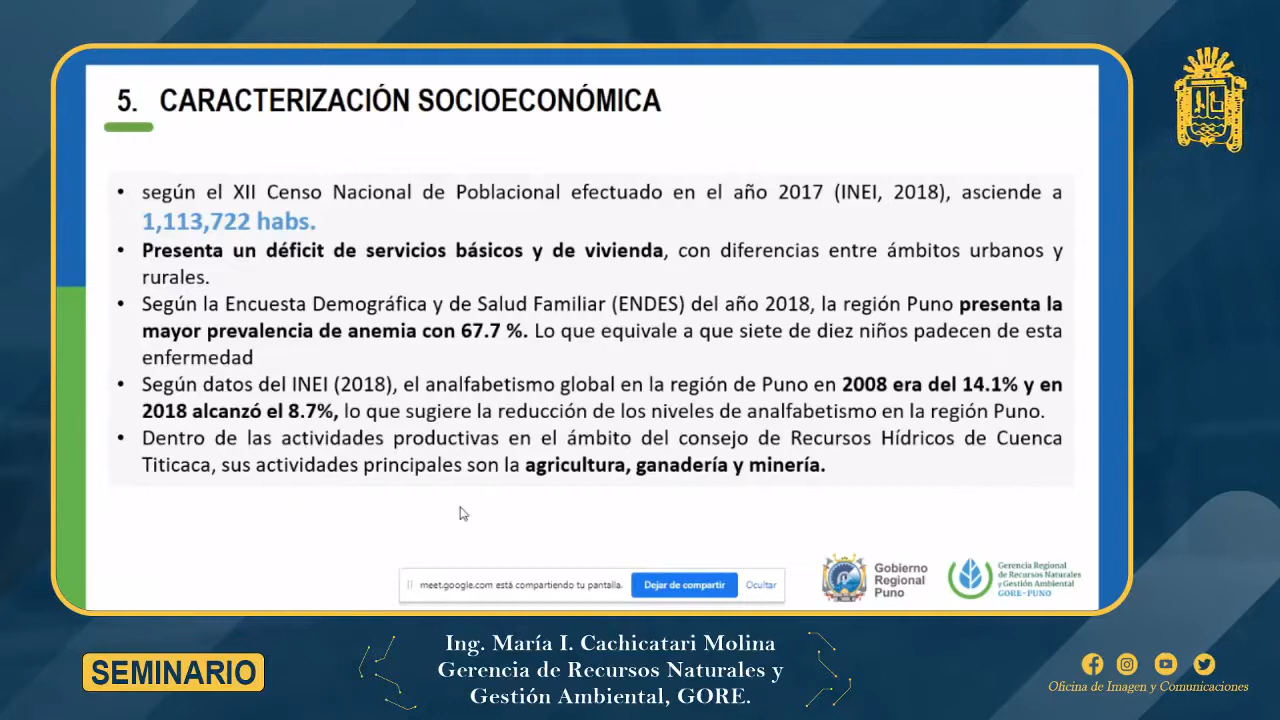 5. CARACTERIZACIÓN SOCIOECONÓMICA
• según el XII Censo Nacional de Poblacional efectuado en el año 2017 (INEI, 2018), asciende a
1,113,722 habs.
• Presenta un déficit de servicios básicos y de vivienda, con diferencias entre ámbitos urbanos y
rurales.
• Según la Encuesta Demográfica y de Salud Familiar (ENDES) del año 2018, la región Puno presenta la
mayor prevalencia de anemia con 67.7 %. Lo que equivale a que siete de diez niños padecen de esta
enfermedad
• Según datos del INEI (2018), el analfabetismo global en la región de Puno en 2008 era del 14.1% y en
2018 alcanzó el 8.7%, lo que sugiere la reducción de los niveles de analfabetismo en la región Puno.
• Dentro de las actividades productivas en el ámbito del consejo de Recursos Hídricos de Cuenca
Titicaca, sus actividades principales son la agricultura, ganadería y minería.
meet.google.com está compartiendo tu pantalla.
Dejar de compartir
Ocultar
Gobierno
Regional
Puno
Gerencia Regional
de Recursos Naturales
y Gestión Ambiental
GORE-PUNO
SEMINARIO
Ing. María I. Cachicatari Molina
Gerencia de Recursos Naturales y
Gestión Ambiental, GORE.
Oficina de Imagen y Comunicaciones